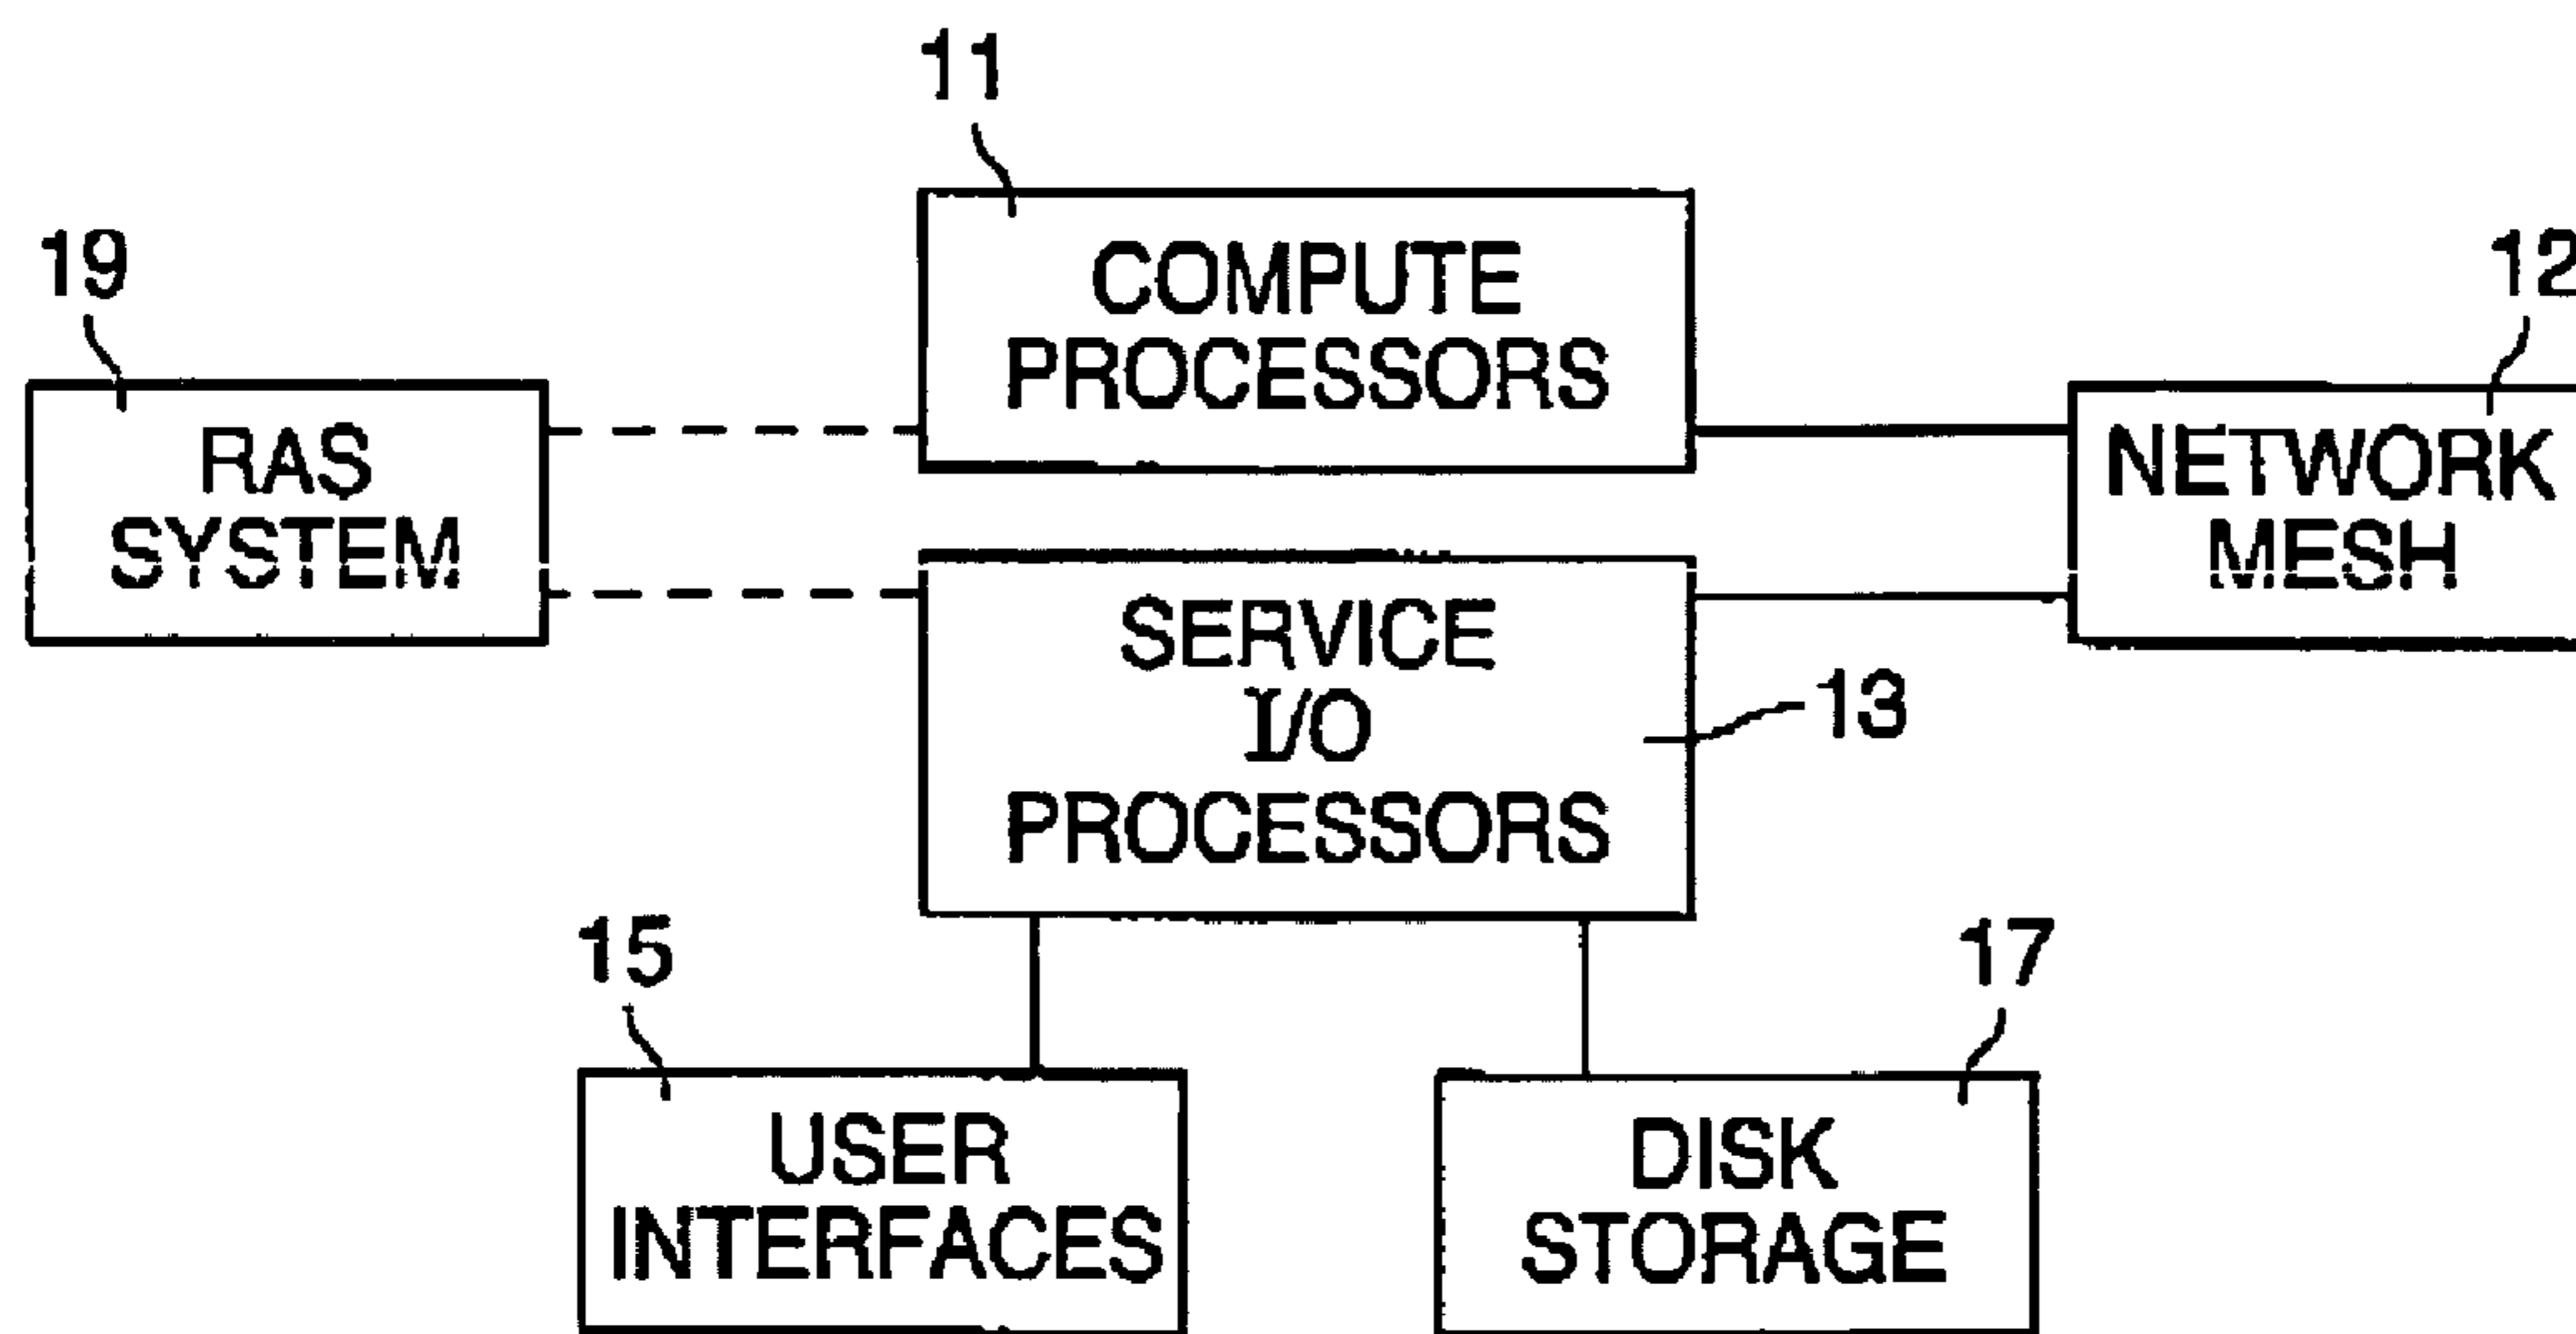 11
COMPUTE
PROCESSORS
19
RAS
SYSTEM
12
NETWORK
MESH
SERVICE
I/O
PROCESSORS
13
15
USER
INTERFACES
17
DISK
STORAGE